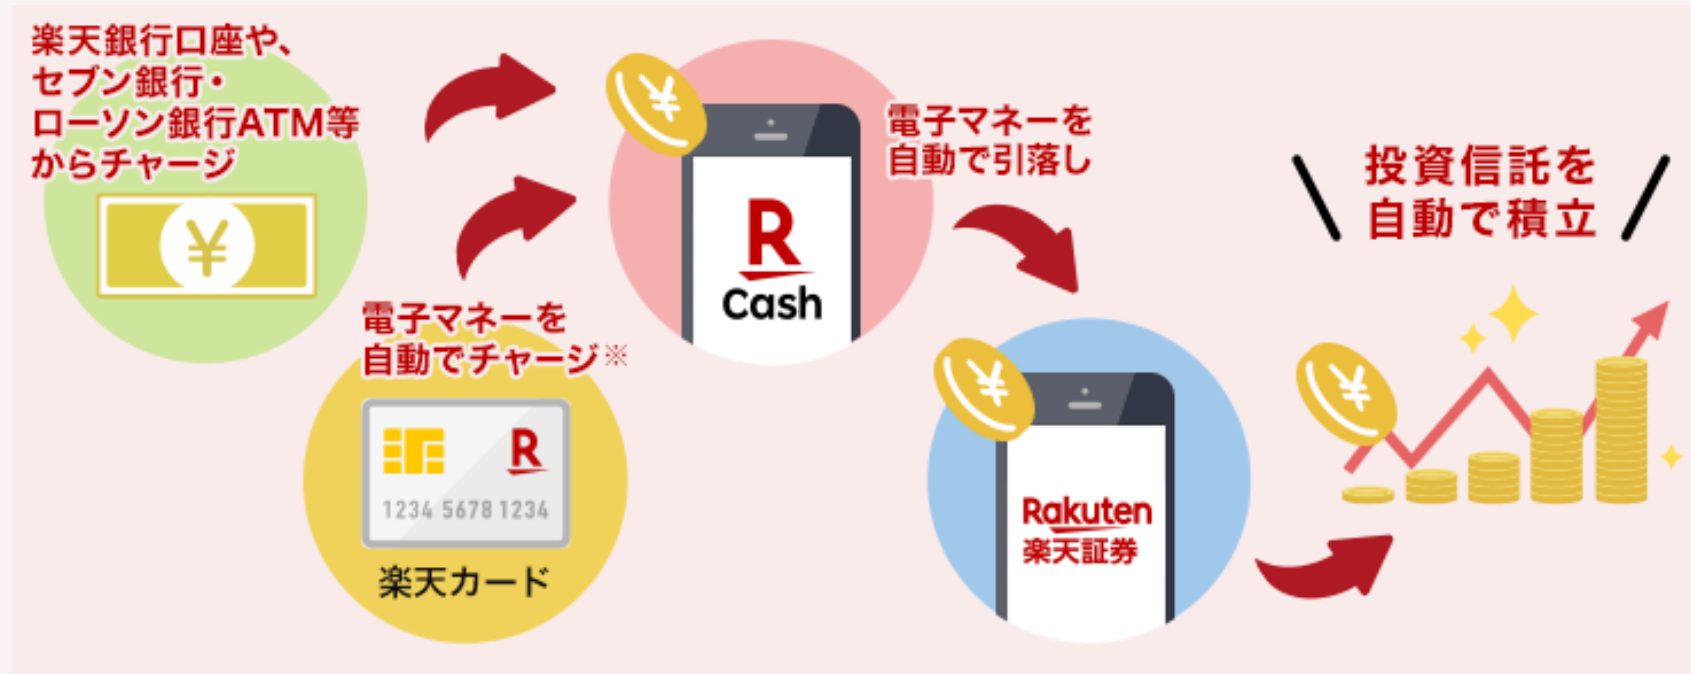 楽天銀行口座や、
セブン銀行・
ローソン銀行ATM等
からチャージ
¥
電子マネーを
自動でチャージ※
R
1234 5678 1234
楽天カード
¥
R
Cash
電子マネーを
自動で引落し
¥
Rakuten
楽天証券
投資信託を
自動で積立
¥